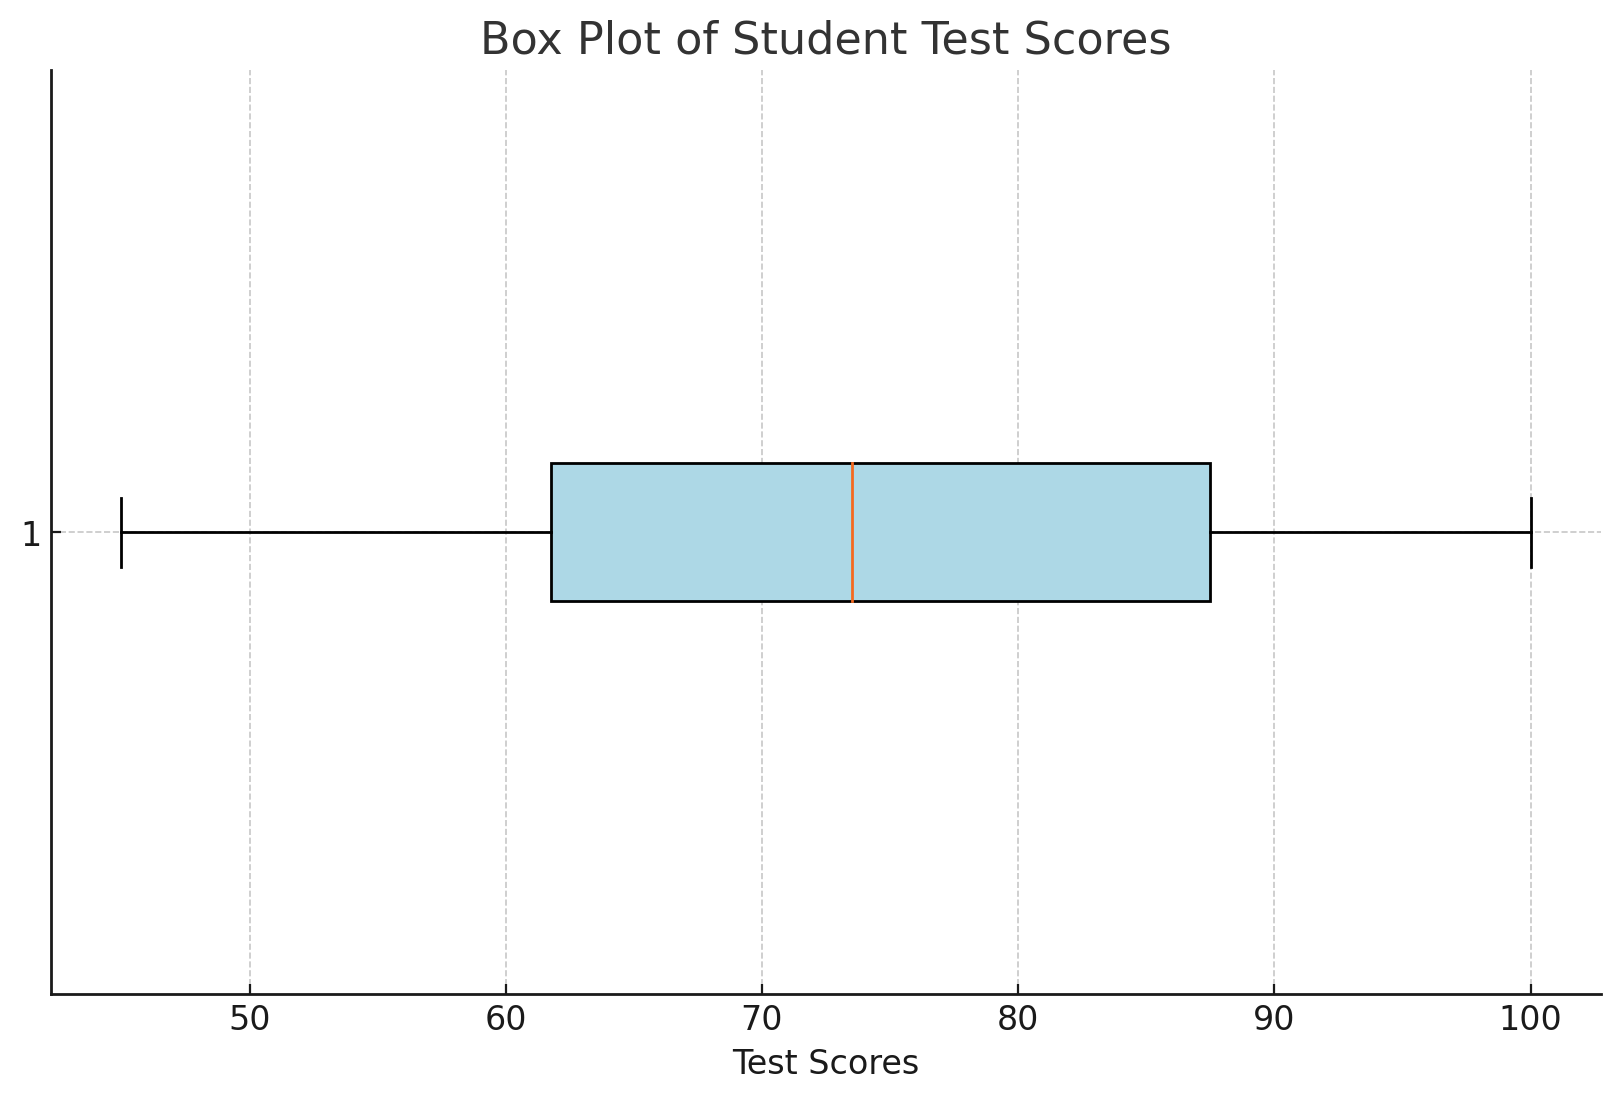 Box Plot of Student Test Scores
1
50 60 70 80 90 100
Test Scores